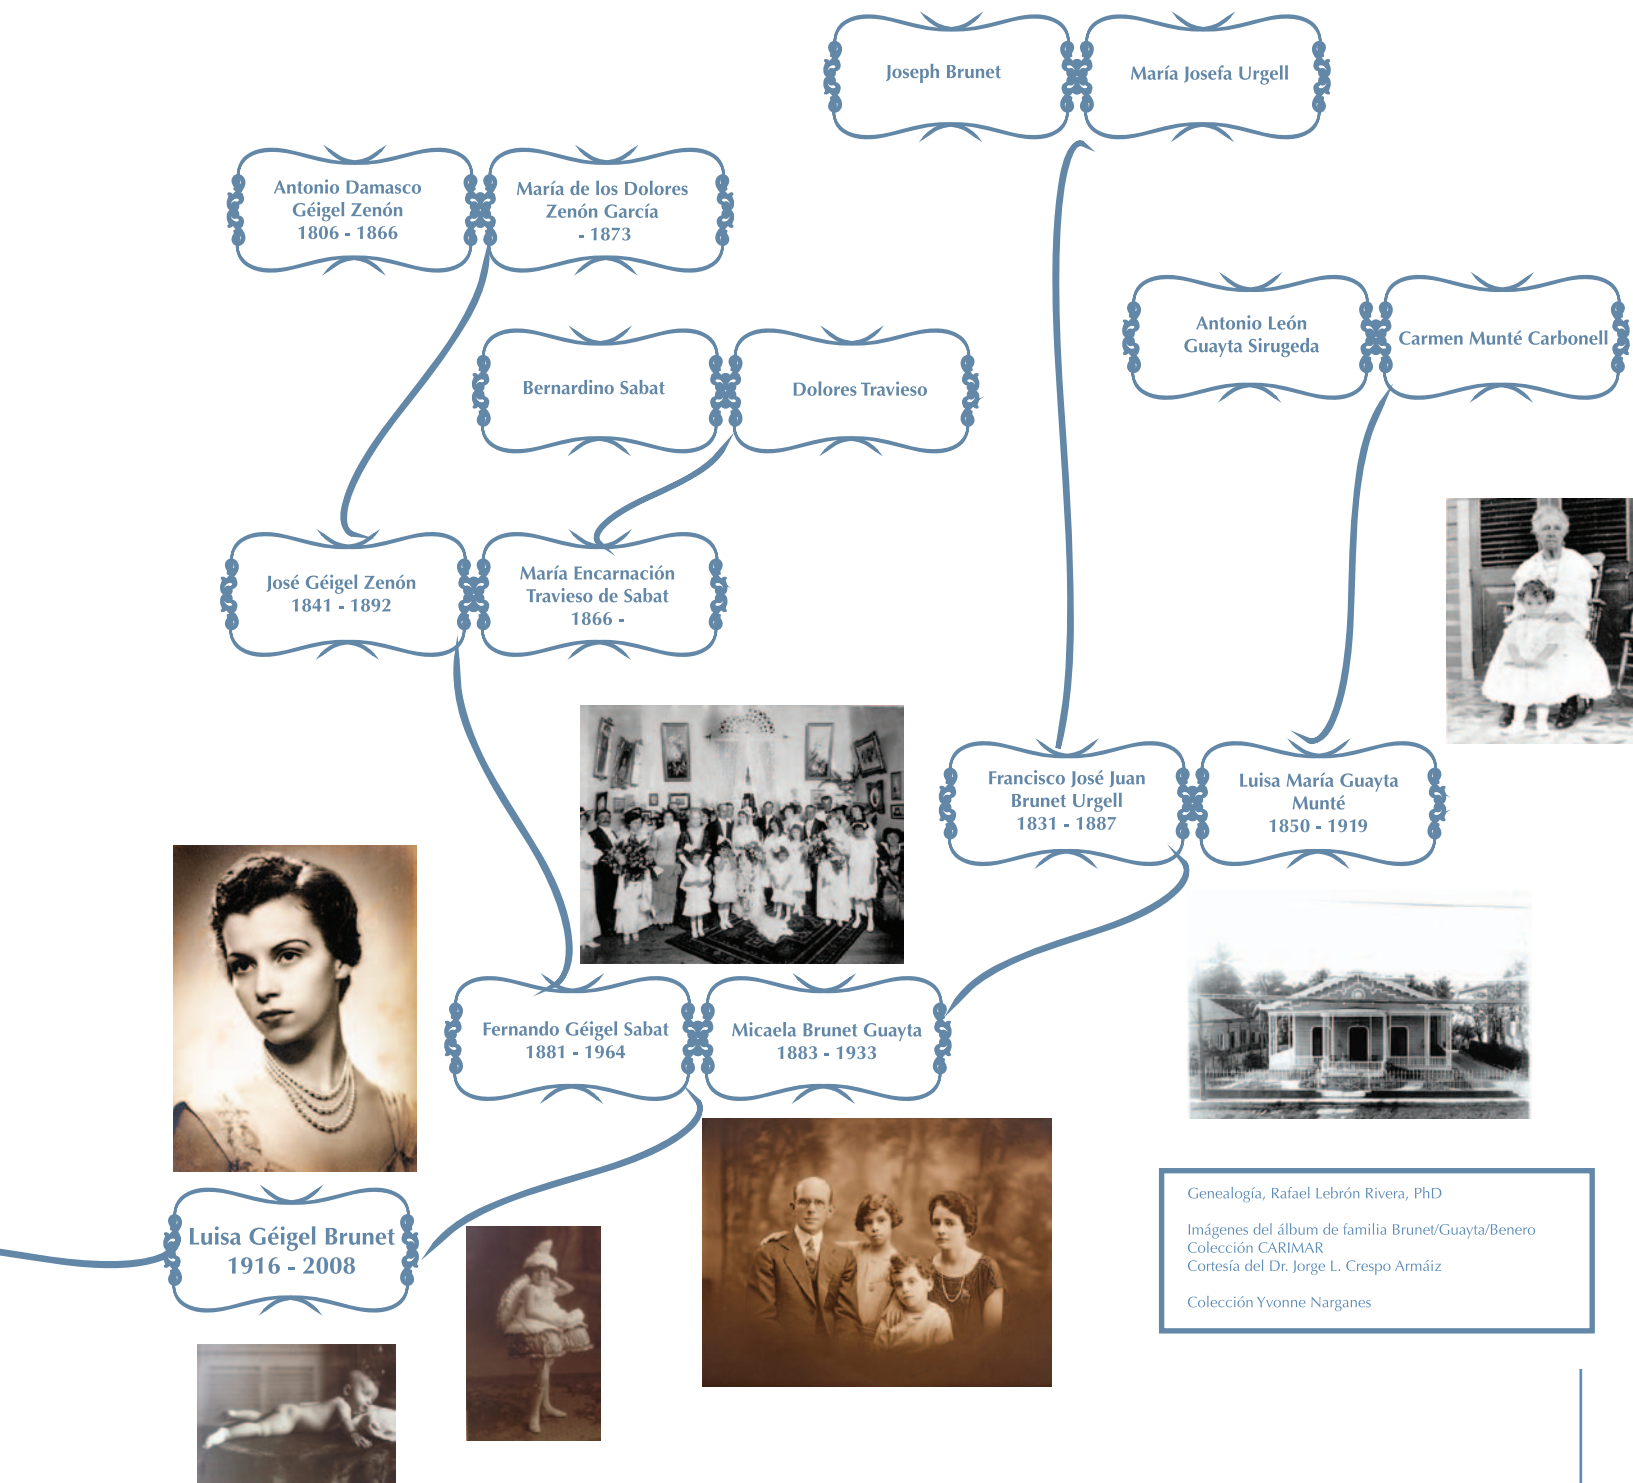 Joseph Brunet
María Josefa Urgell
Antonio Damasco
Géigel Zenón
1806 - 1866
María de los Dolores
Zenón García
- 1873
Antonio León
Guayta Sirugeda
Carmen Munté Carbonell
Bernardino Sabat
Dolores Travieso
José Géigel Zenón
1841 - 1892
María Encarnación
Travieso de Sabat
1866 -
Francisco José Juan
Brunet Urgell
1831 - 1887
Luisa María Guayta
Munté
1850 - 1919
Fernando Géigel Sabat
1881 - 1964
Micaela Brunet Guayta
1883 - 1933
Luisa Géigel Brunet
1916 - 2008
Genealogía, Rafael Lebrón Rivera, PhD
Imágenes del álbum de familia Brunet/Guayta/Benero
Colección CARIMAR
Cortesía del Dr. Jorge L. Crespo Armáiz
Colección Yvonne Narganes